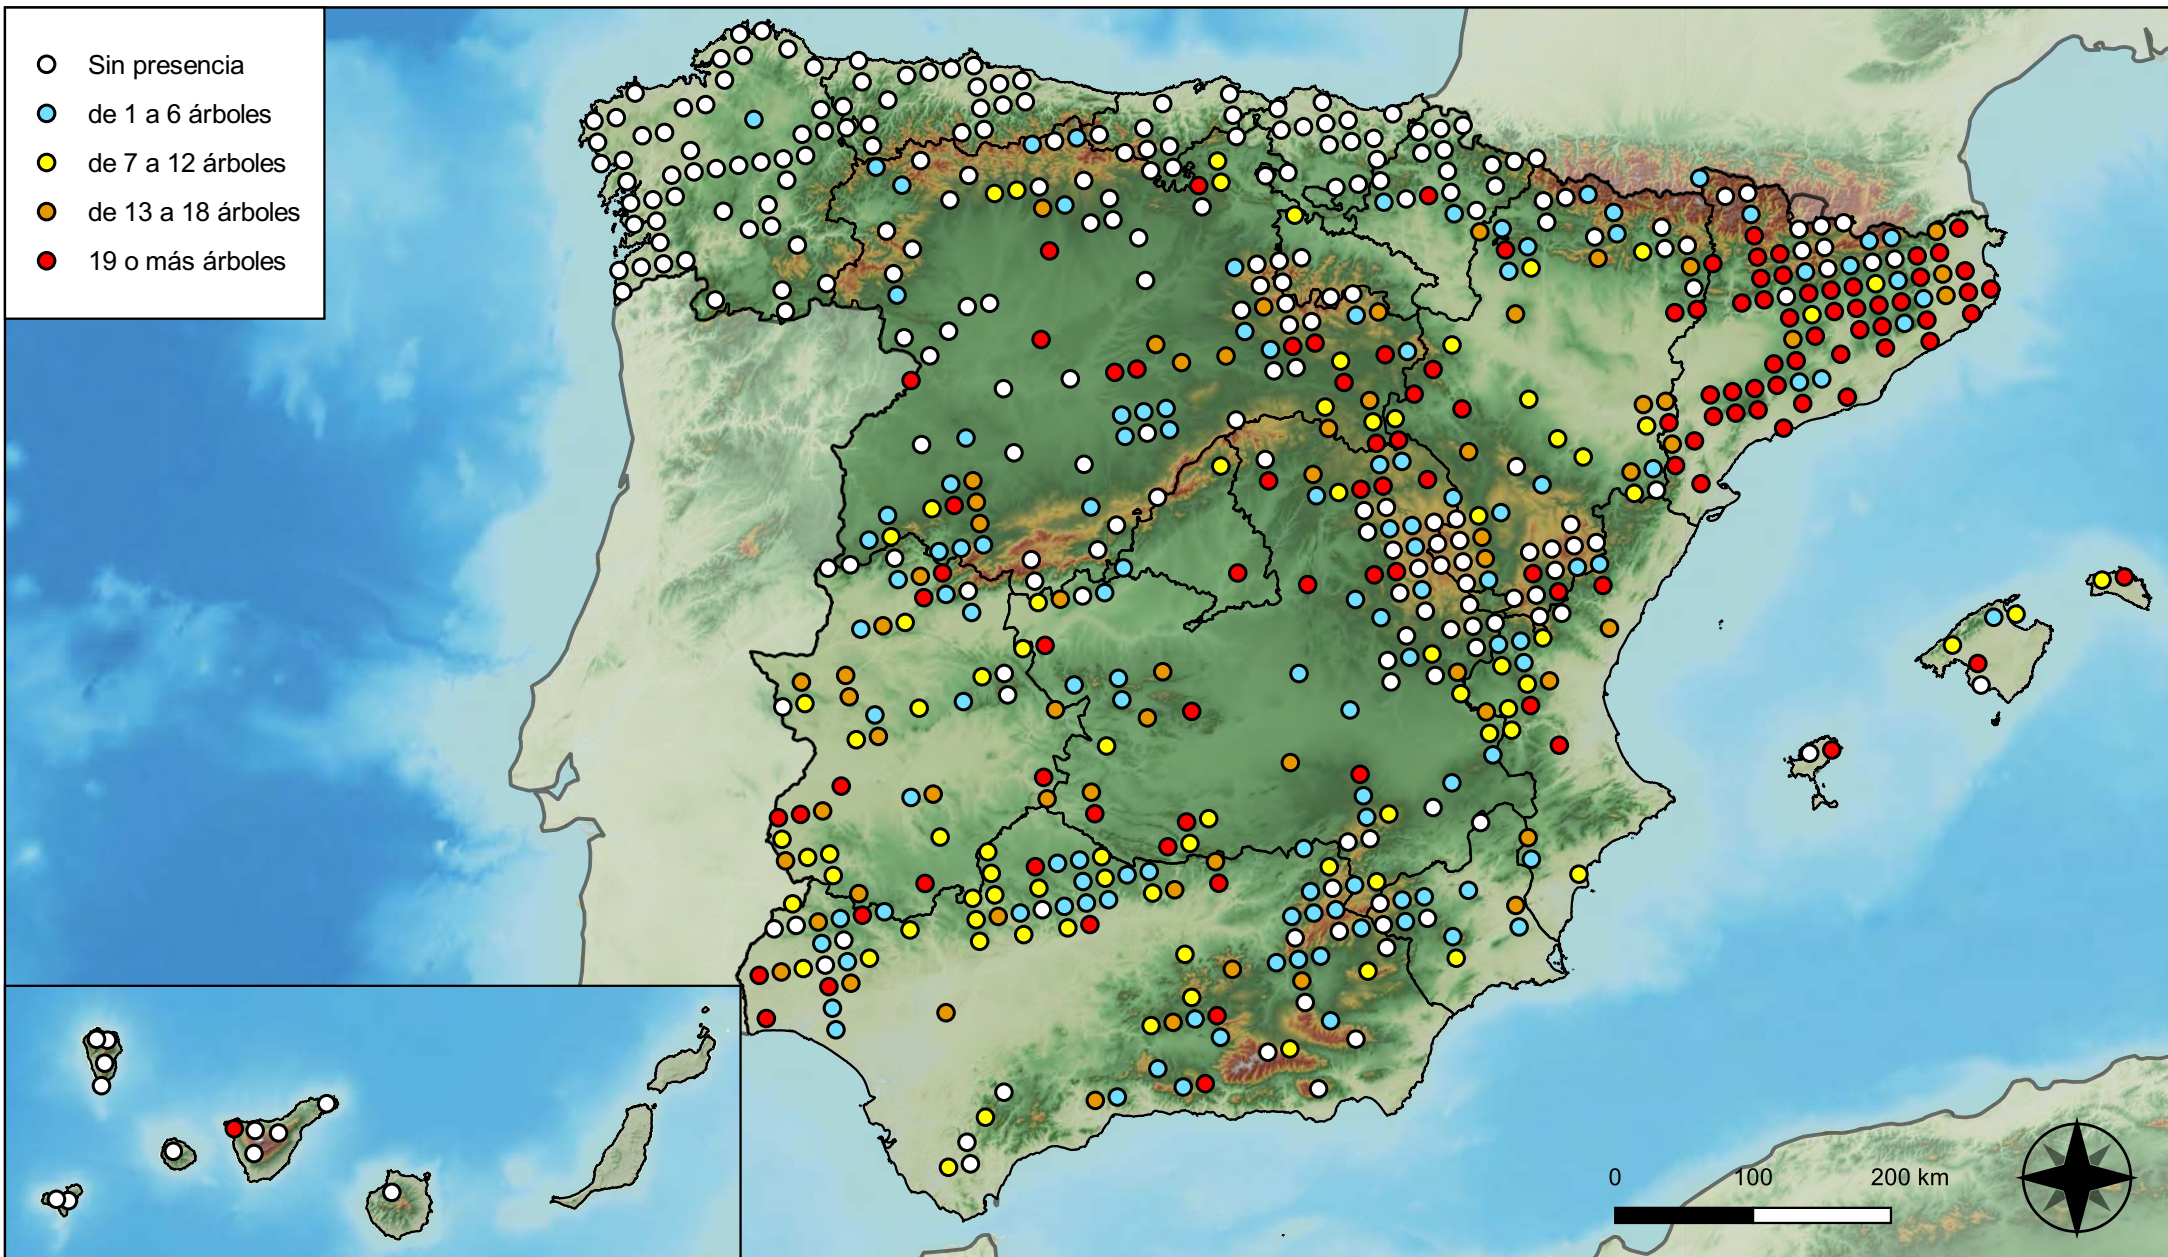 Sin presencia
de 1 a 6 árboles
de 7 a 12 árboles
de 13 a 18 árboles
19 o más árboles
0 100 200 km